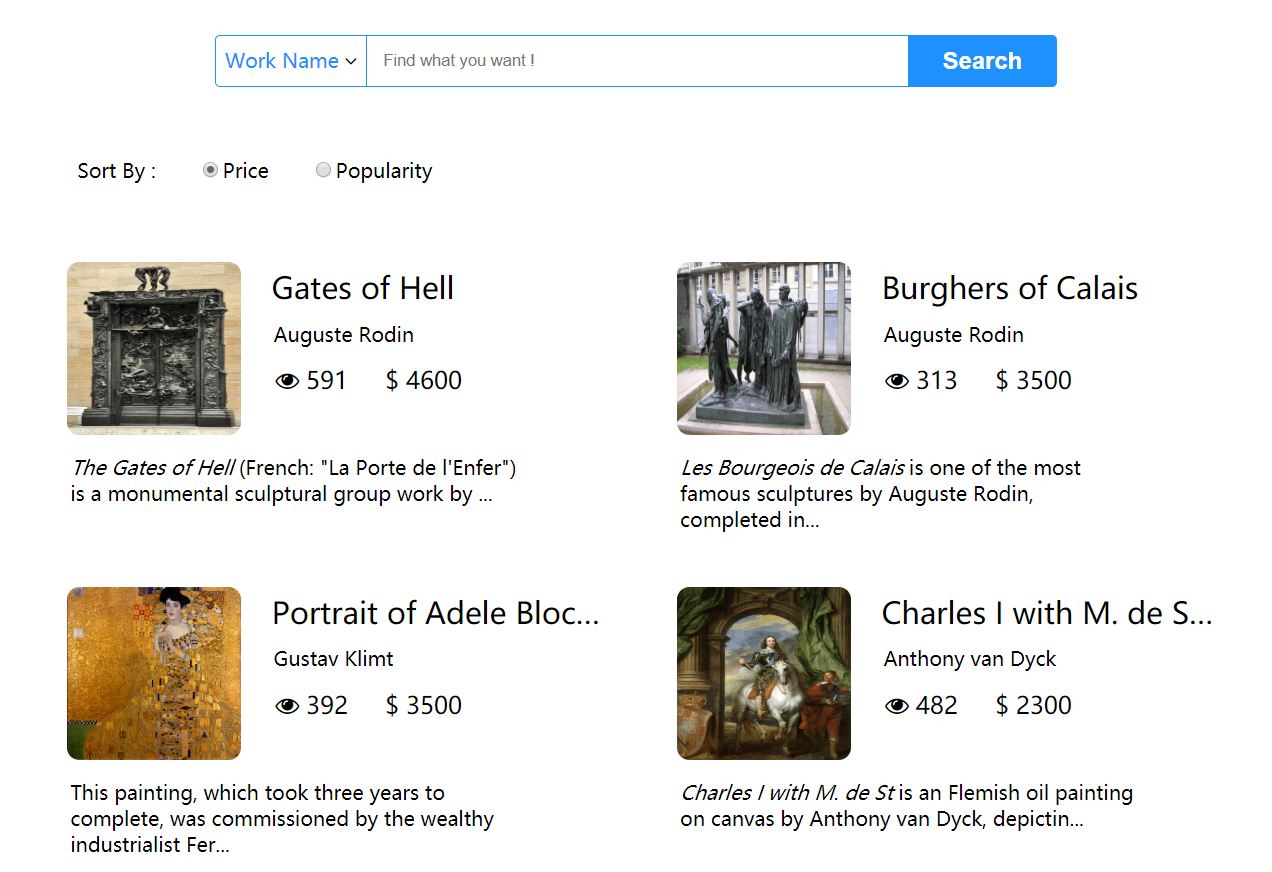 Work Name
Find what you want !
Search
Sort By :
Price
Popularity
Gates of Hell
Auguste Rodin
591
$ 4600
The Gates of Hell (French: "La Porte de l'Enfer")
is a monumental sculptural group work by ...
Burghers of Calais
Auguste Rodin
313
$ 3500
Les Bourgeois de Calais is one of the most
famous sculptures by Auguste Rodin,
completed in...
Portrait of Adele Bloc...
Gustav Klimt
392
$ 3500
This painting, which took three years to
complete, was commissioned by the wealthy
industrialist Fer...
Charles I with M. de S...
Anthony van Dyck
482
$ 2300
Charles I with M. de St is an Flemish oil painting
on canvas by Anthony van Dyck, depictin...